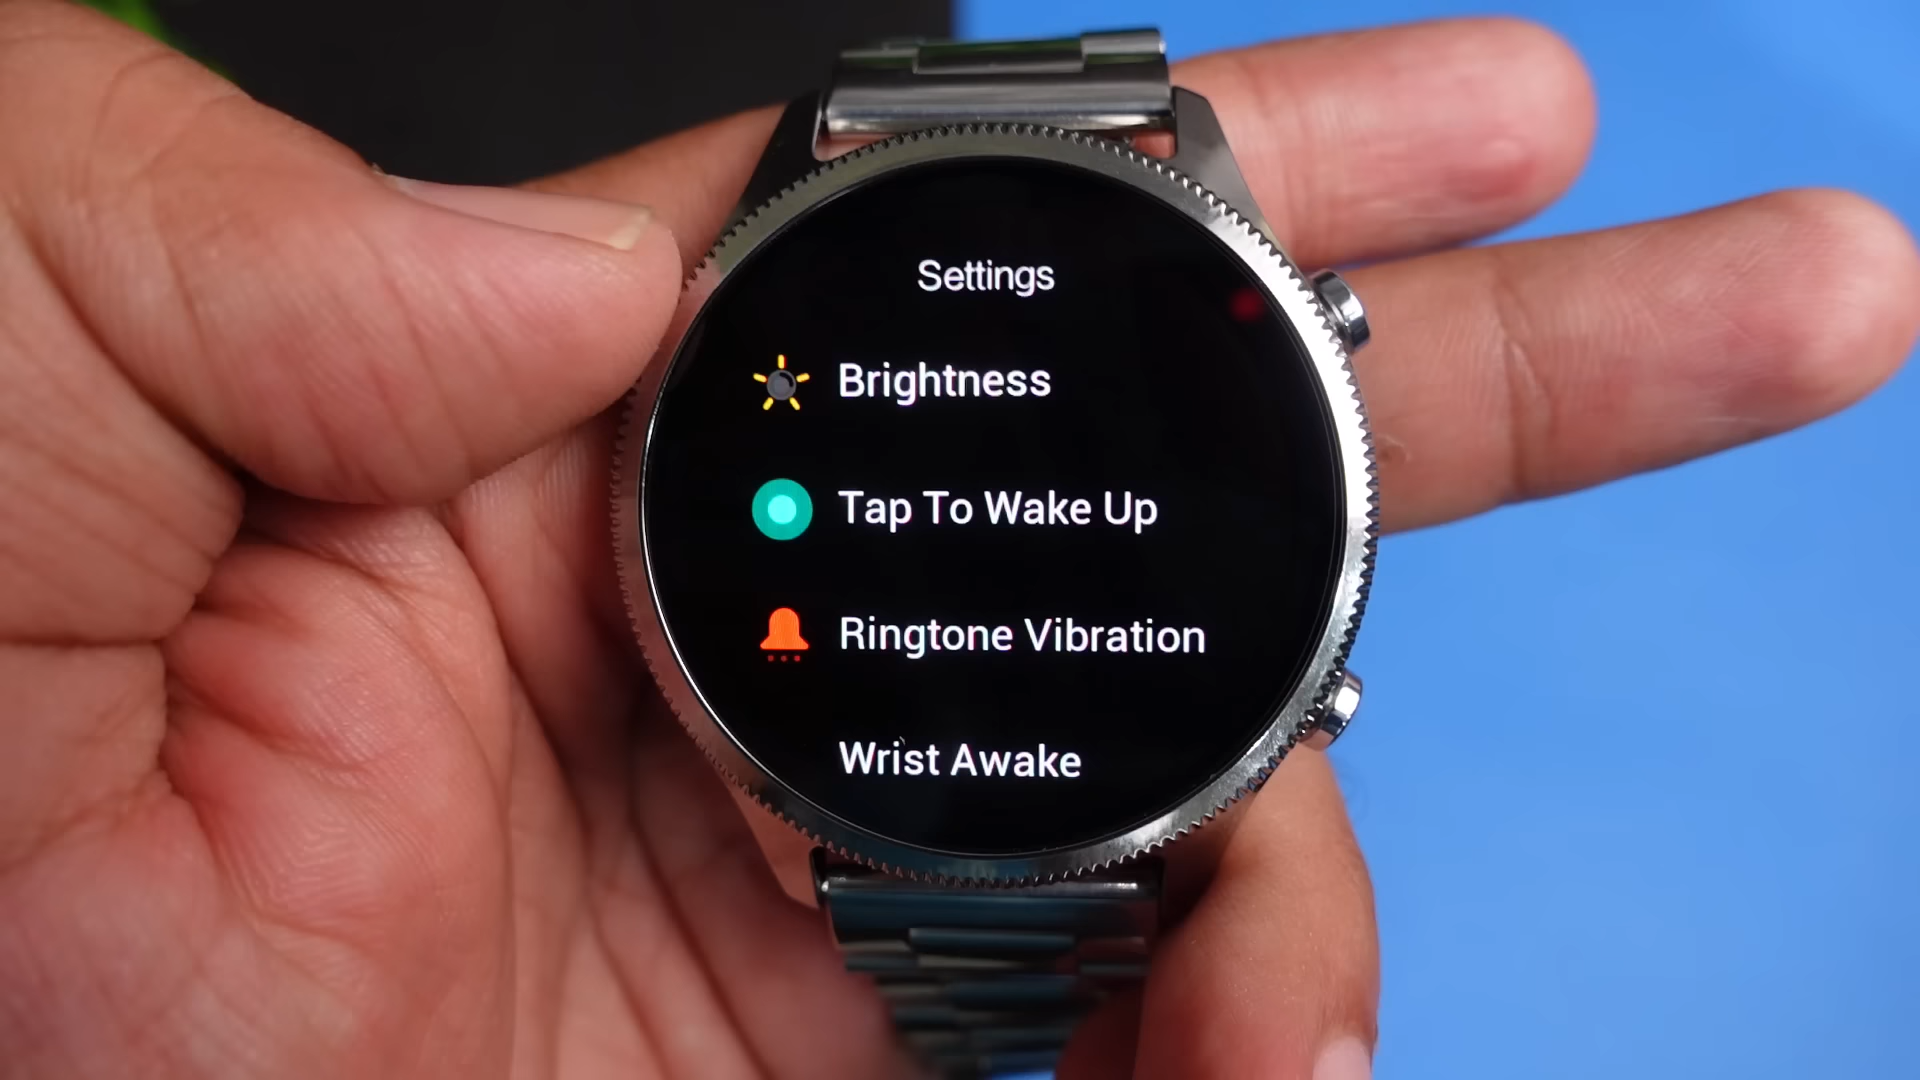 Settings
Brightness
Tap To Wake Up
Ringtone Vibration
Wrist Awake